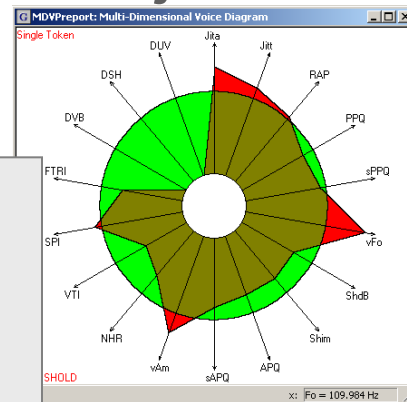 MDVPreport: Multi-Dimensional Voice Diagram
Single Token
Jita
DUV
Jitt
DSH
RAP
DVB
PPQ
FTRI
sPPQ
SPI
vFo
VTI
ShdB
NHR
Shim
vAm
APQ
sAPQ
SHOLD
x: Fo = 109.984 Hz